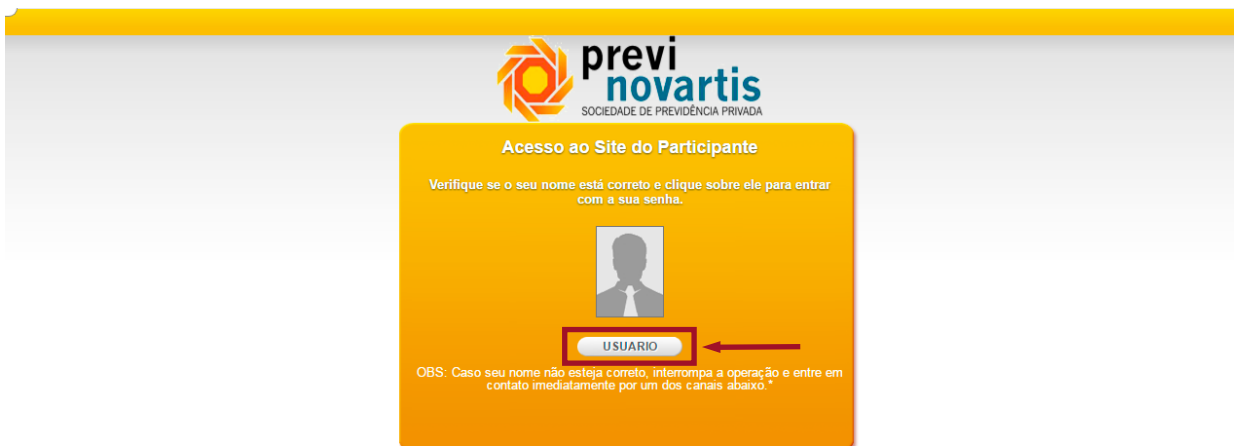 previ
novartis
SOCIEDADE DE PREVIDÊNCIA PRIVADA
Acesso ao Site do Participante
Verifique se o seu nome está correto e clique sobre ele para entrar
com a sua senha.
USUARIO
OBS: Caso seu nome não esteja correto, interrompa a operação e entre em
contato imediatamente por um dos canais abaixo.*